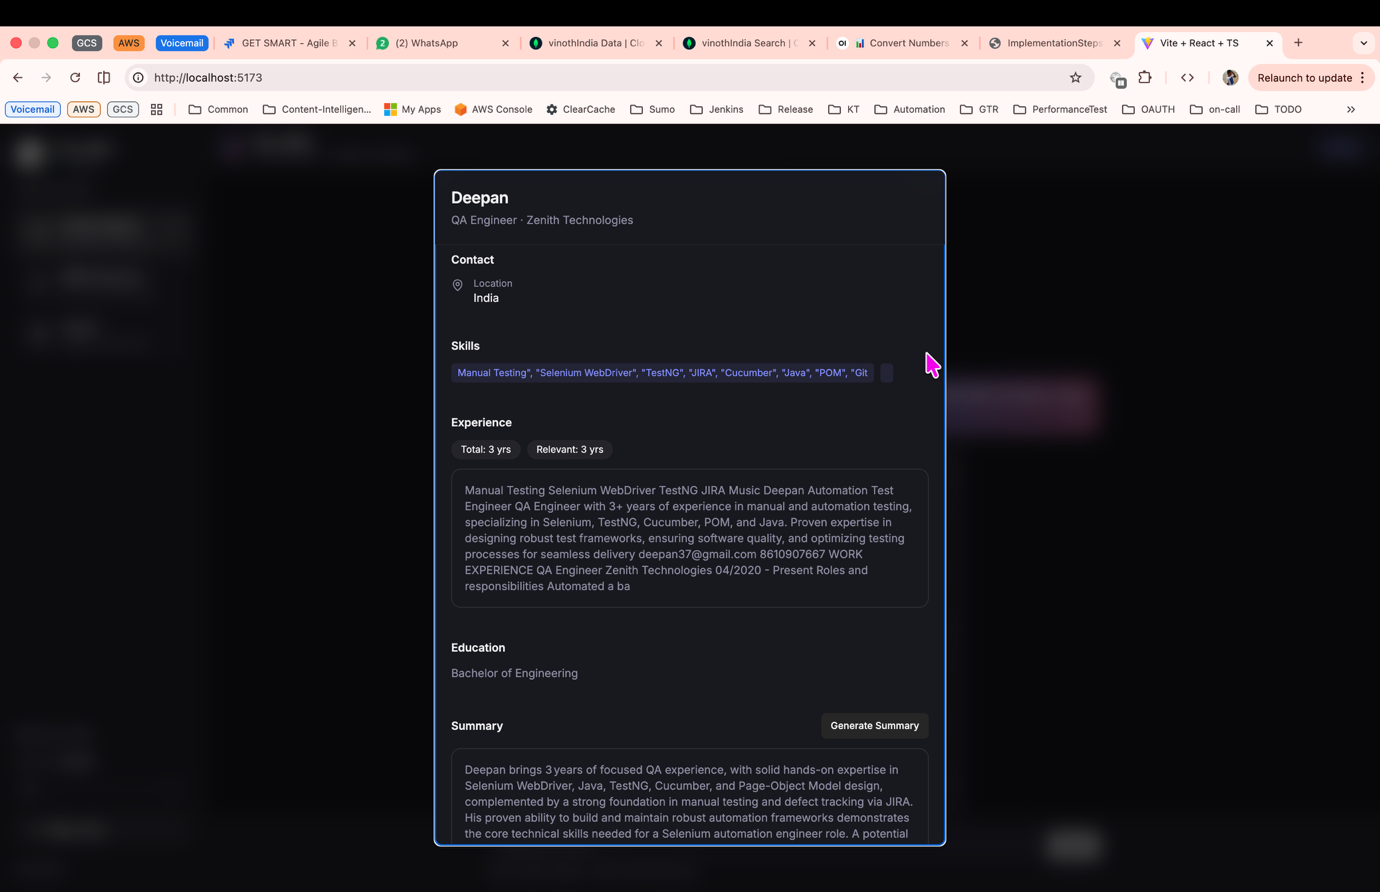 GCS AWS Voicemail GET SMART - Agile B (2) WhatsApp vinothIndia Data | Clo vinothIndia Search | C Convert Numbers ImplementationSteps Vite + React + TS
http://localhost:5173 Relaunch to update
Voicemail AWS GCS Common Content-Intelligen... My Apps AWS Console ClearCache Sumo Jenkins Release KT Automation GTR PerformanceTest OAUTH on-call TODO »
Deepan
QA Engineer · Zenith Technologies
Contact
Location
India
Skills
Manual Testing", "Selenium WebDriver", "TestNG", "JIRA", "Cucumber", "Java", "POM", "Git
Experience
Total: 3 yrs Relevant: 3 yrs
Manual Testing Selenium WebDriver TestNG JIRA Music Deepan Automation Test
Engineer QA Engineer with 3+ years of experience in manual and automation testing,
specializing in Selenium, TestNG, Cucumber, POM, and Java. Proven expertise in
designing robust test frameworks, ensuring software quality, and optimizing testing
processes for seamless delivery deepan37@gmail.com 8610907667 WORK
EXPERIENCE QA Engineer Zenith Technologies 04/2020 - Present Roles and
responsibilities Automated a ba
Education
Bachelor of Engineering
Summary Generate Summary
Deepan brings 3 years of focused QA experience, with solid hands-on expertise in
Selenium WebDriver, Java, TestNG, Cucumber, and Page-Object Model design,
complemented by a strong foundation in manual testing and defect tracking via JIRA.
His proven ability to build and maintain robust automation frameworks demonstrates
the core technical skills needed for a Selenium automation engineer role. A potential